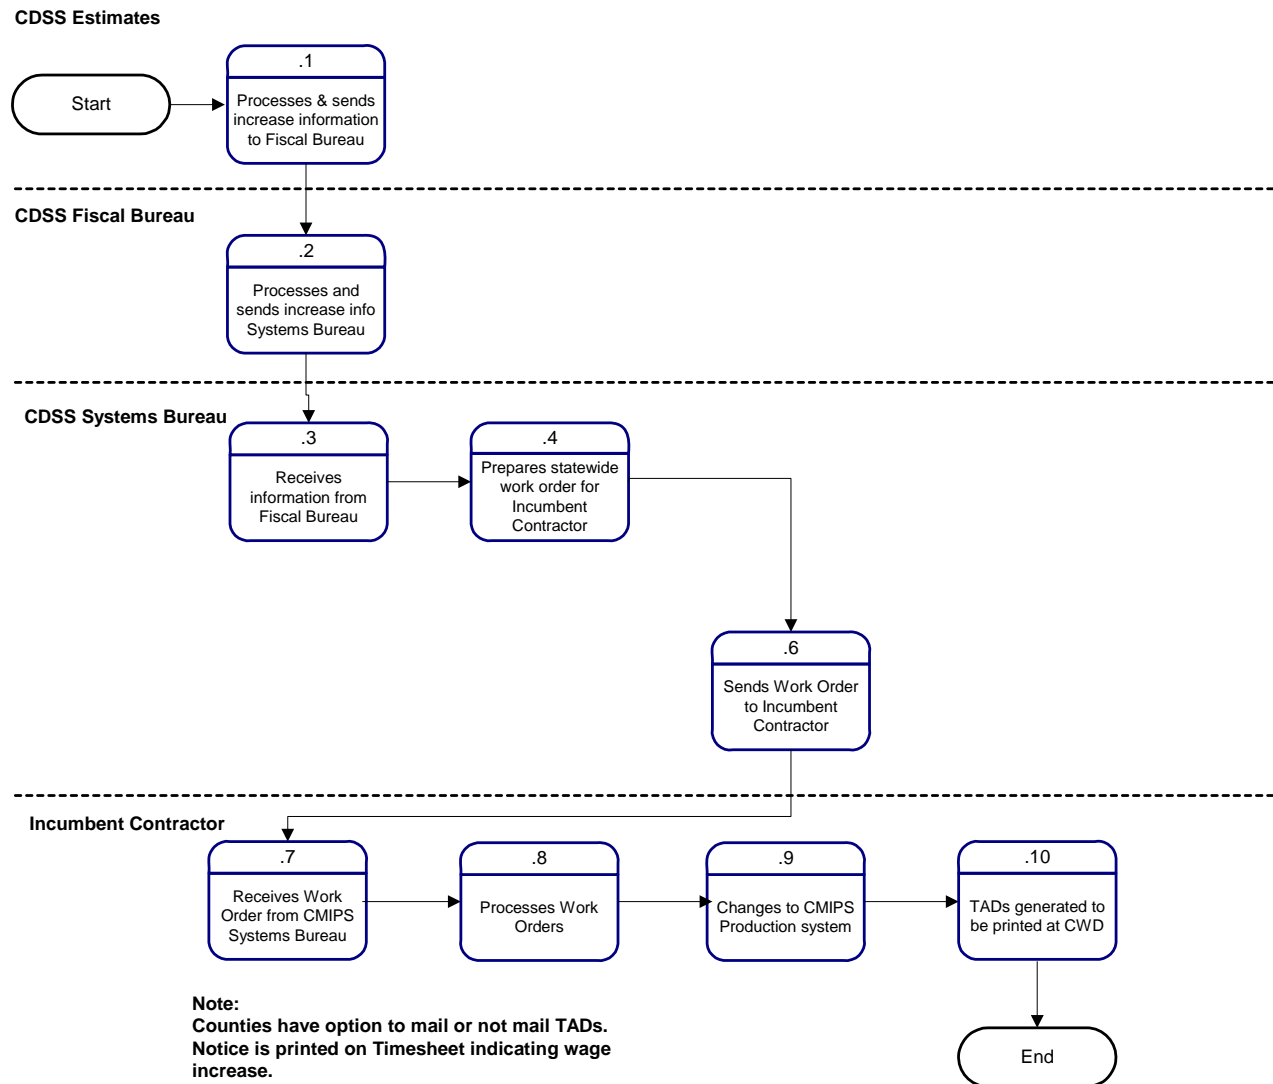 CDSS Estimates
Start
.1
Processes & sends
increase information
to Fiscal Bureau
CDSS Fiscal Bureau
.2
Processes and
sends increase info
Systems Bureau
CDSS Systems Bureau
.3
Receives
information from
Fiscal Bureau
.4
Prepares statewide
work order for
Incumbent
Contractor
.6
Sends Work Order
to Incumbent
Contractor
Incumbent Contractor
.7
Receives Work
Order from CMIPS
Systems Bureau
.8
Processes Work
Orders
.9
Changes to CMIPS
Production system
.10
TADs generated to
be printed at CWD
Note:
Counties have option to mail or not mail TADs.
Notice is printed on Timesheet indicating wage
increase.
End